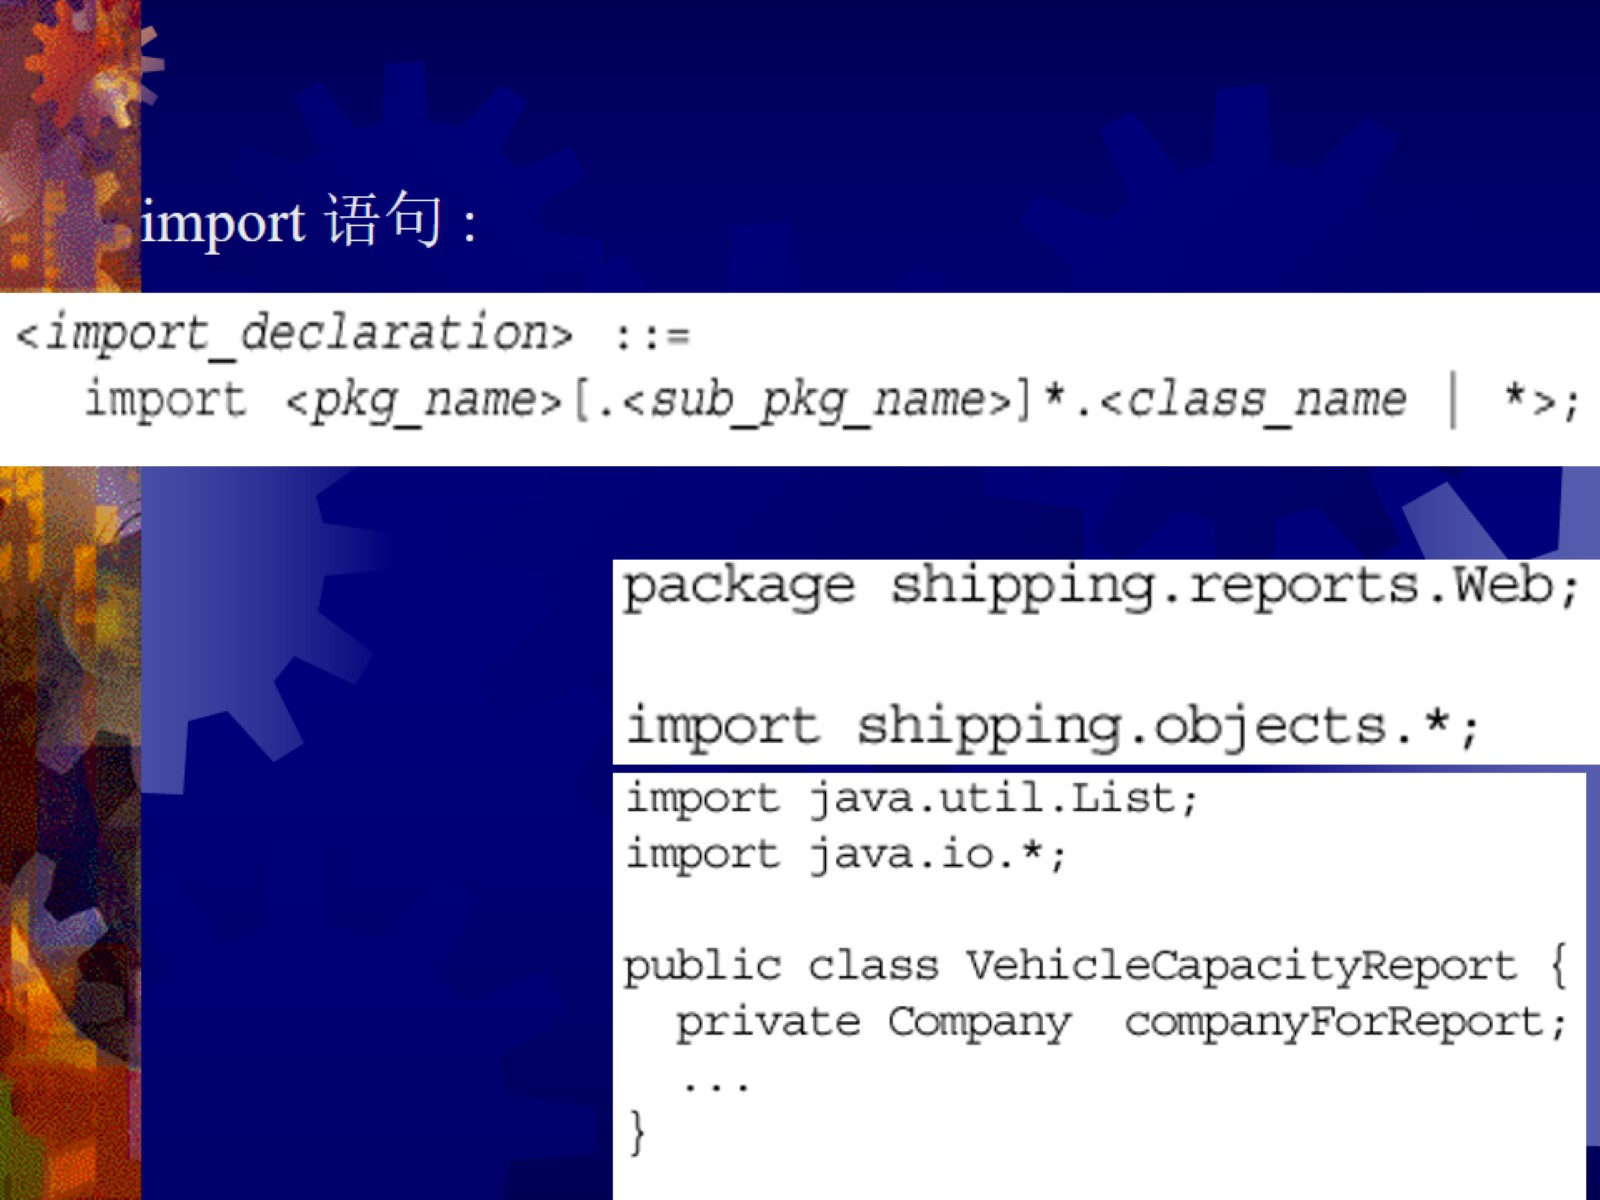 import 语句 :
<import_declaration> ::=
import <pkg_name>[.<sub_pkg_name>]*.<class_name | *>;
package shipping.reports.Web;
import shipping.objects.*;
import java.util.List;
import java.io.*;
public class VehicleCapacityReport {
private Company companyForReport;
...
}